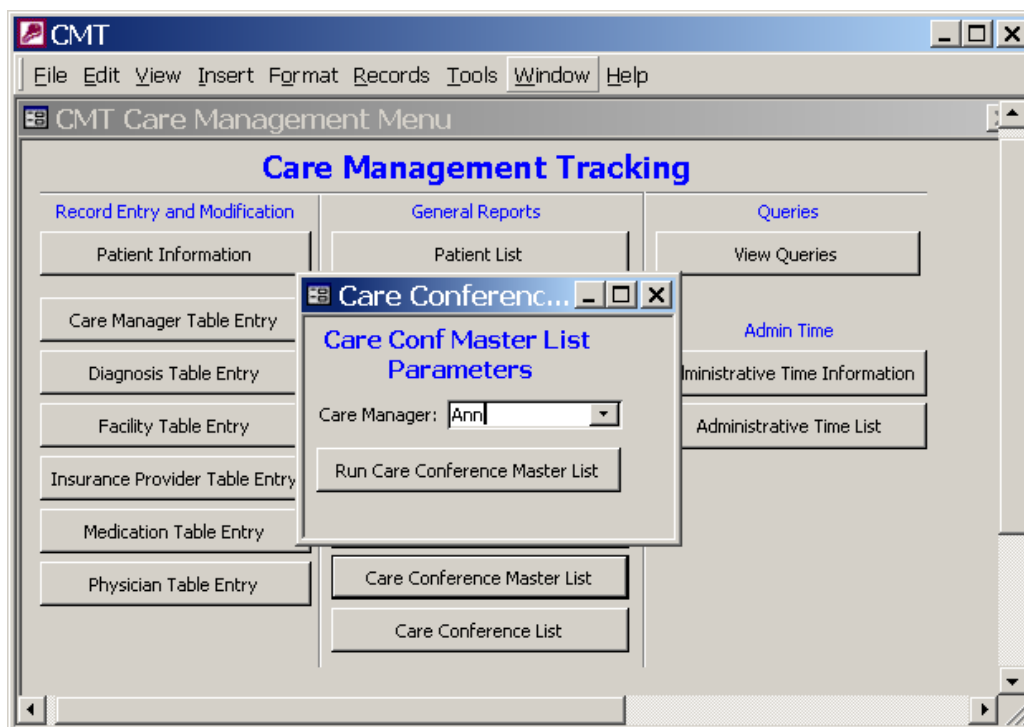 CMT
File Edit View Insert Format Records Tools Window Help
CMT Care Management Menu
Care Management Tracking
Record Entry and Modification
Patient Information
Care Manager Table Entry
Diagnosis Table Entry
Facility Table Entry
Insurance Provider Table Entry
Medication Table Entry
Physician Table Entry
General Reports
Patient List
Care Conferenc...
Care Conf Master List
Parameters
Care Manager: Ann
Run Care Conference Master List
Care Conference Master List
Care Conference List
Queries
View Queries
Admin Time
ministrative Time Information
Administrative Time List